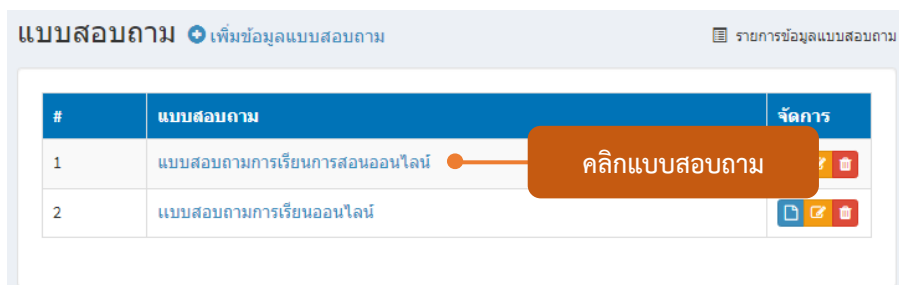 แบบสอบถาม เพิ่มข้อมูลแบบสอบถาม
รายการข้อมูลแบบสอบถาม
# แบบสอบถาม จัดการ
1 แบบสอบถามการเรียนการสอนออนไลน์
คลิกแบบสอบถาม
2 แบบสอบถามการเรียนออนไลน์